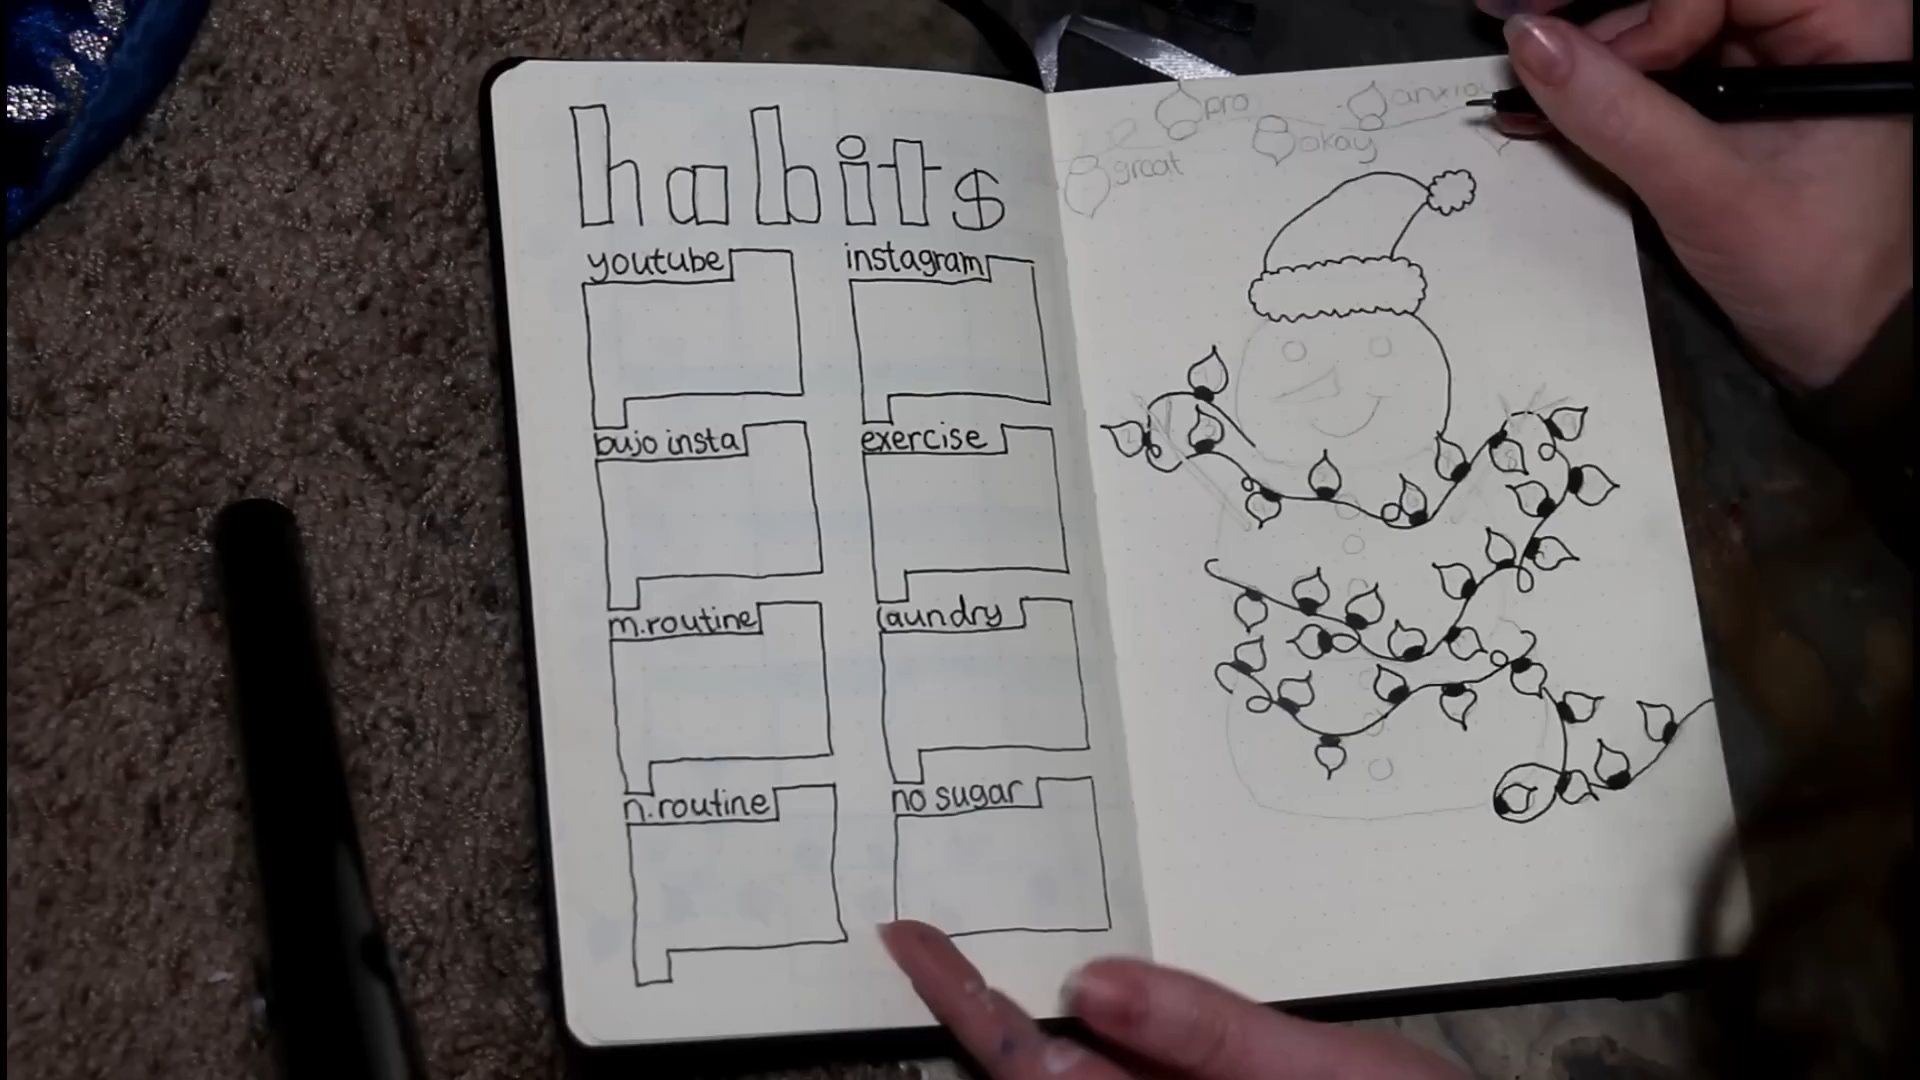 habits
youtube
instagram
bujo insta
exercise
m.routine
laundry
n.routine
no sugar
pro
great
okay